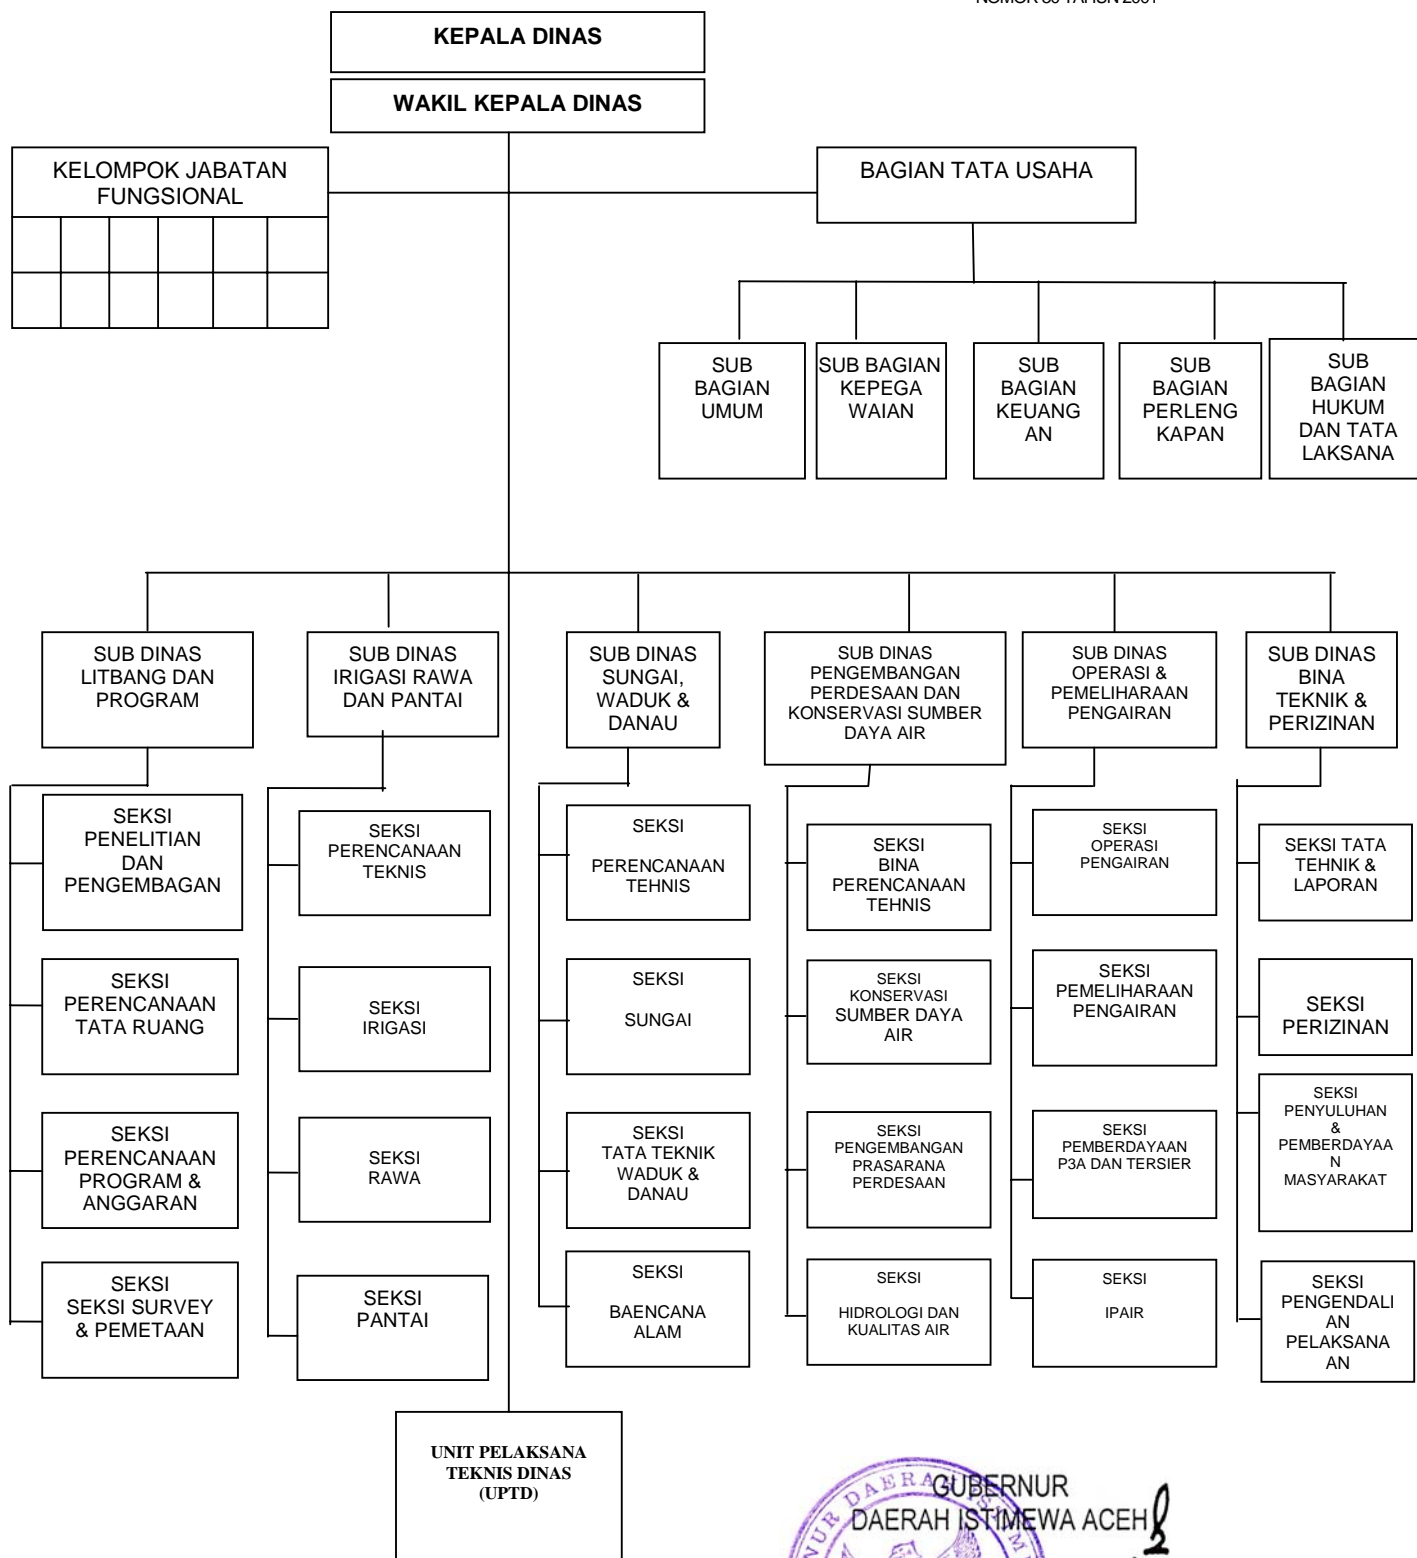 KEPALA DINAS
WAKIL KEPALA DINAS
KELOMPOK JABATAN
FUNGSIONAL
BAGIAN TATA USAHA
SUB
BAGIAN
UMUM
SUB BAGIAN
KEPEGA
WAIAN
SUB
BAGIAN
KEUANG
AN
SUB
BAGIAN
PERLENG
KAPAN
SUB
BAGIAN
HUKUM
DAN TATA
LAKSANA
SUB DINAS
LITBANG DAN
PROGRAM
SUB DINAS
IRIGASI RAWA
DAN PANTAI
SUB DINAS
SUNGAI,
WADUK &
DANAU
SUB DINAS
PENGEMBANGAN
PERDESAAN DAN
KONSERVASI SUMBER
DAYA AIR
SUB DINAS
OPERASI &
PEMELIHARAAN
PENGAIRAN
SUB DINAS
BINA
TEKNIK &
PERIZINAN
SEKSI
PENELITIAN
DAN
PENGEMBAGAN
SEKSI
PERENCANAAN
TATA RUANG
SEKSI
PERENCANAAN
PROGRAM &
ANGGARAN
SEKSI
SEKSI SURVEY
& PEMETAAN
SEKSI
PERENCANAAN
TEKNIS
SEKSI
IRIGASI
SEKSI
RAWA
SEKSI
PANTAI
SEKSI
PERENCANAAN
TEHNIS
SEKSI
SUNGAI
SEKSI
TATA TEKNIK
WADUK &
DANAU
SEKSI
BAENCANA
ALAM
SEKSI
BINA
PERENCANAAN
TEHNIS
SEKSI
KONSERVASI
SUMBER DAYA
AIR
SEKSI
PENGEMBANGAN
PRASARANA
PERDESAAN
SEKSI
HIDROLOGI DAN
KUALITAS AIR
SEKSI
OPERASI
PENGAIRAN
SEKSI
PEMELIHARAAN
PENGAIRAN
SEKSI
PEMBERDAYAAN
P3A DAN TERSIER
SEKSI
IPAIR
SEKSI TATA
TEHNIK &
LAPORAN
SEKSI
PERIZINAN
SEKSI
PENYULUHAN
&
PEMBERDAYAA
N
MASYARAKAT
SEKSI
PENGENDALI
AN
PELAKSANA
AN
UNIT PELAKSANA
TEKNIS DINAS
(UPTD)
GUBERNUR
DAERAH ISTIMEWA ACEH